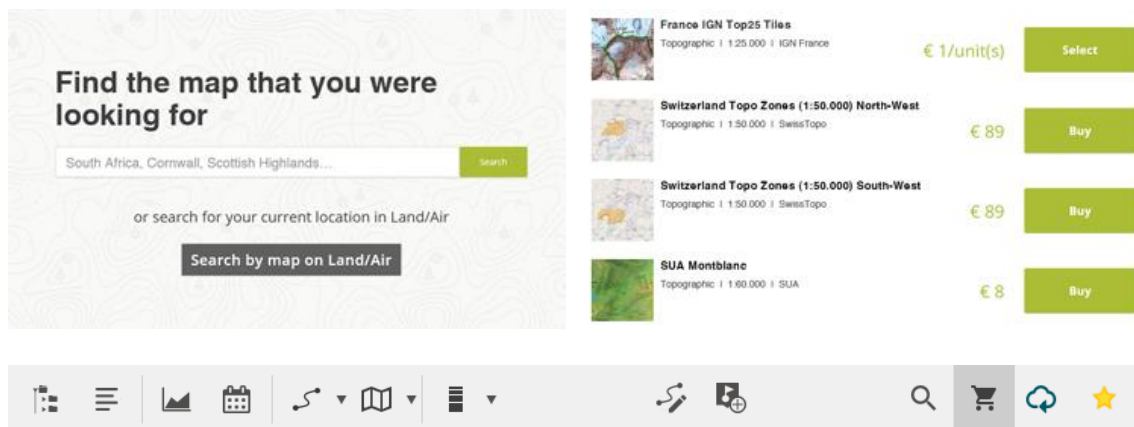 Find the map that you were
looking for
South Africa, Cornwall, Scottish Highlands...
Search
or search for your current location in Land/Air
Search by map on Land/Air
France IGN Top25 Tiles
Topographic | 1:25.000 | IGN France
€ 1/unit(s)
Select
Switzerland Topo Zones (1:50.000) North-West
Topographic | 1:50.000 | SwissTopo
€ 89
Buy
Switzerland Topo Zones (1:50.000) South-West
Topographic | 1:50.000 | SwissTopo
€ 89
Buy
SUA Montblanc
Topographic | 1:60.000 | SUA
€ 8
Buy